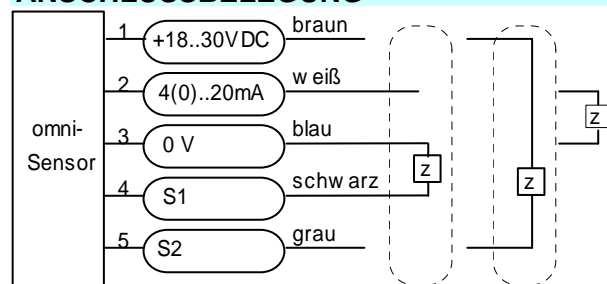 ANSCHLUSSBELEGUNG
1 +18..30VDC braun
2 4(0)..20mA weiß
omni-
Sensor
3 0 V blau
4 S1 schwarz
5 S2 grau
z
z
z